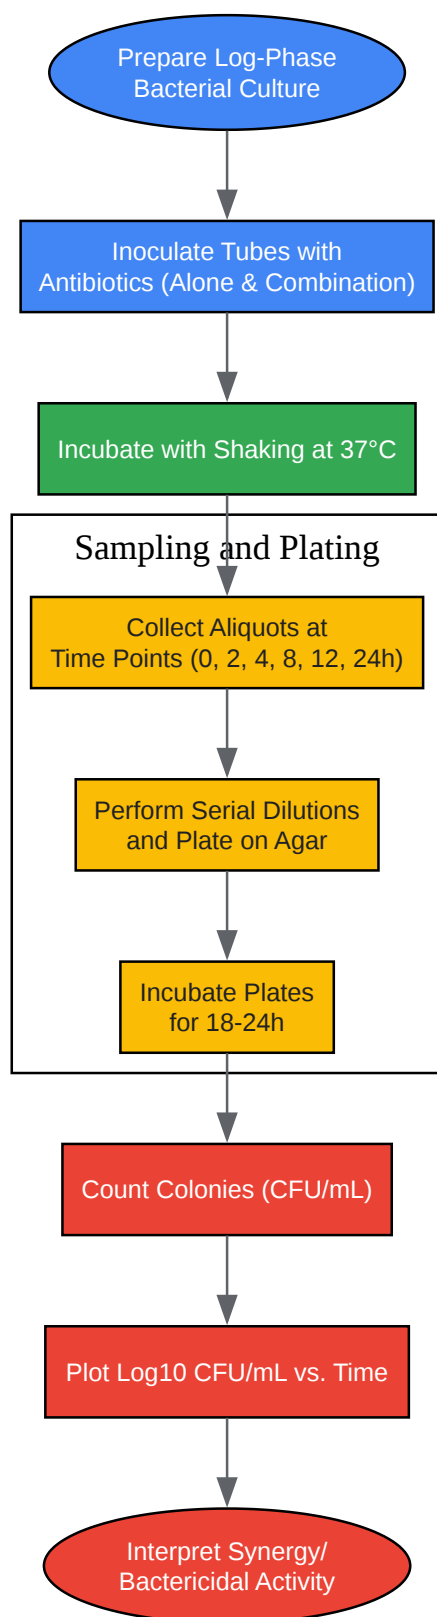 Prepare Log-Phase
Bacterial Culture
Inoculate Tubes with
Antibiotics (Alone & Combination)
Incubate with Shaking at 37°C
Sampling and Plating
Collect Aliquots at
Time Points (0, 2, 4, 8, 12, 24h)
Perform Serial Dilutions
and Plate on Agar
Incubate Plates
for 18-24h
Count Colonies (CFU/mL)
Plot Log10 CFU/mL vs. Time
Interpret Synergy/
Bactericidal Activity